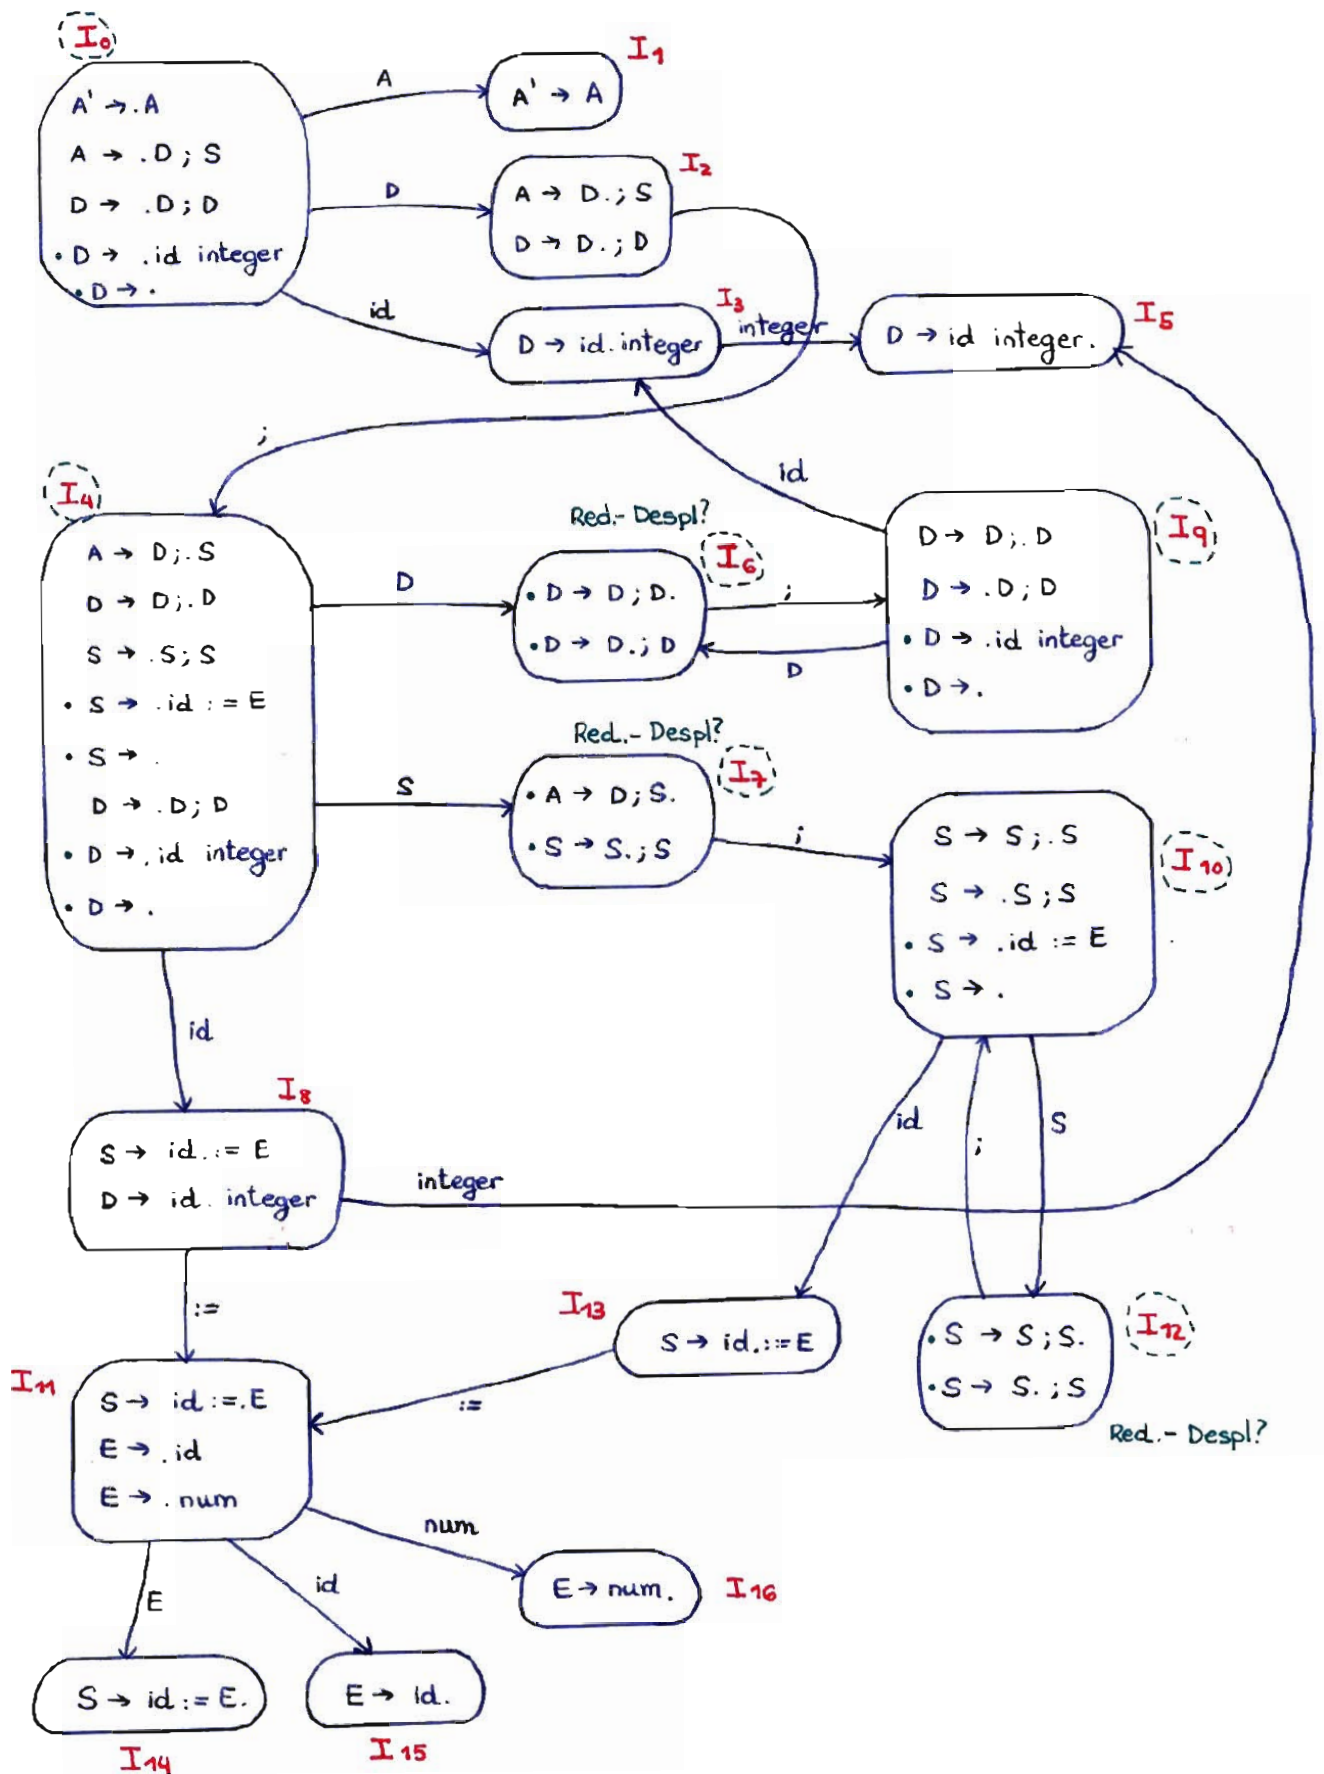 I0
A' → .A
A → .D ; S
D → .D ; D
• D → .id integer
• D → .
A
I1
A' → A
D
I2
A → D. ; S
D → D. ; D
id
I3
D → id. integer
integer
I5
D → id integer.
;
id
I4
A → D;. S
D → D;. D
S → .S; S
• S → .id := E
• S → .
D → .D; D
• D → .id integer
• D → .
D
Red.- Despl?
I6
• D → D ; D.
• D → D. ; D
;
D
I9
D → D;. D
D → .D ; D
• D → .id integer
• D → .
S
Red.- Despl?
I7
• A → D; S.
• S → S. ; S
;
I10
S → S;. S
S → .S ; S
• S → .id := E
• S → .
id
I8
S → id. := E
D → id. integer
integer
id
;
S
:=
I13
S → id. := E
I12
• S → S; S.
• S → S. ; S
Red.- Despl?
:=
I11
S → id :=. E
E → .id
E → .num
num
I16
E → num.
E
id
S → id := E.
I14
E → id.
I15